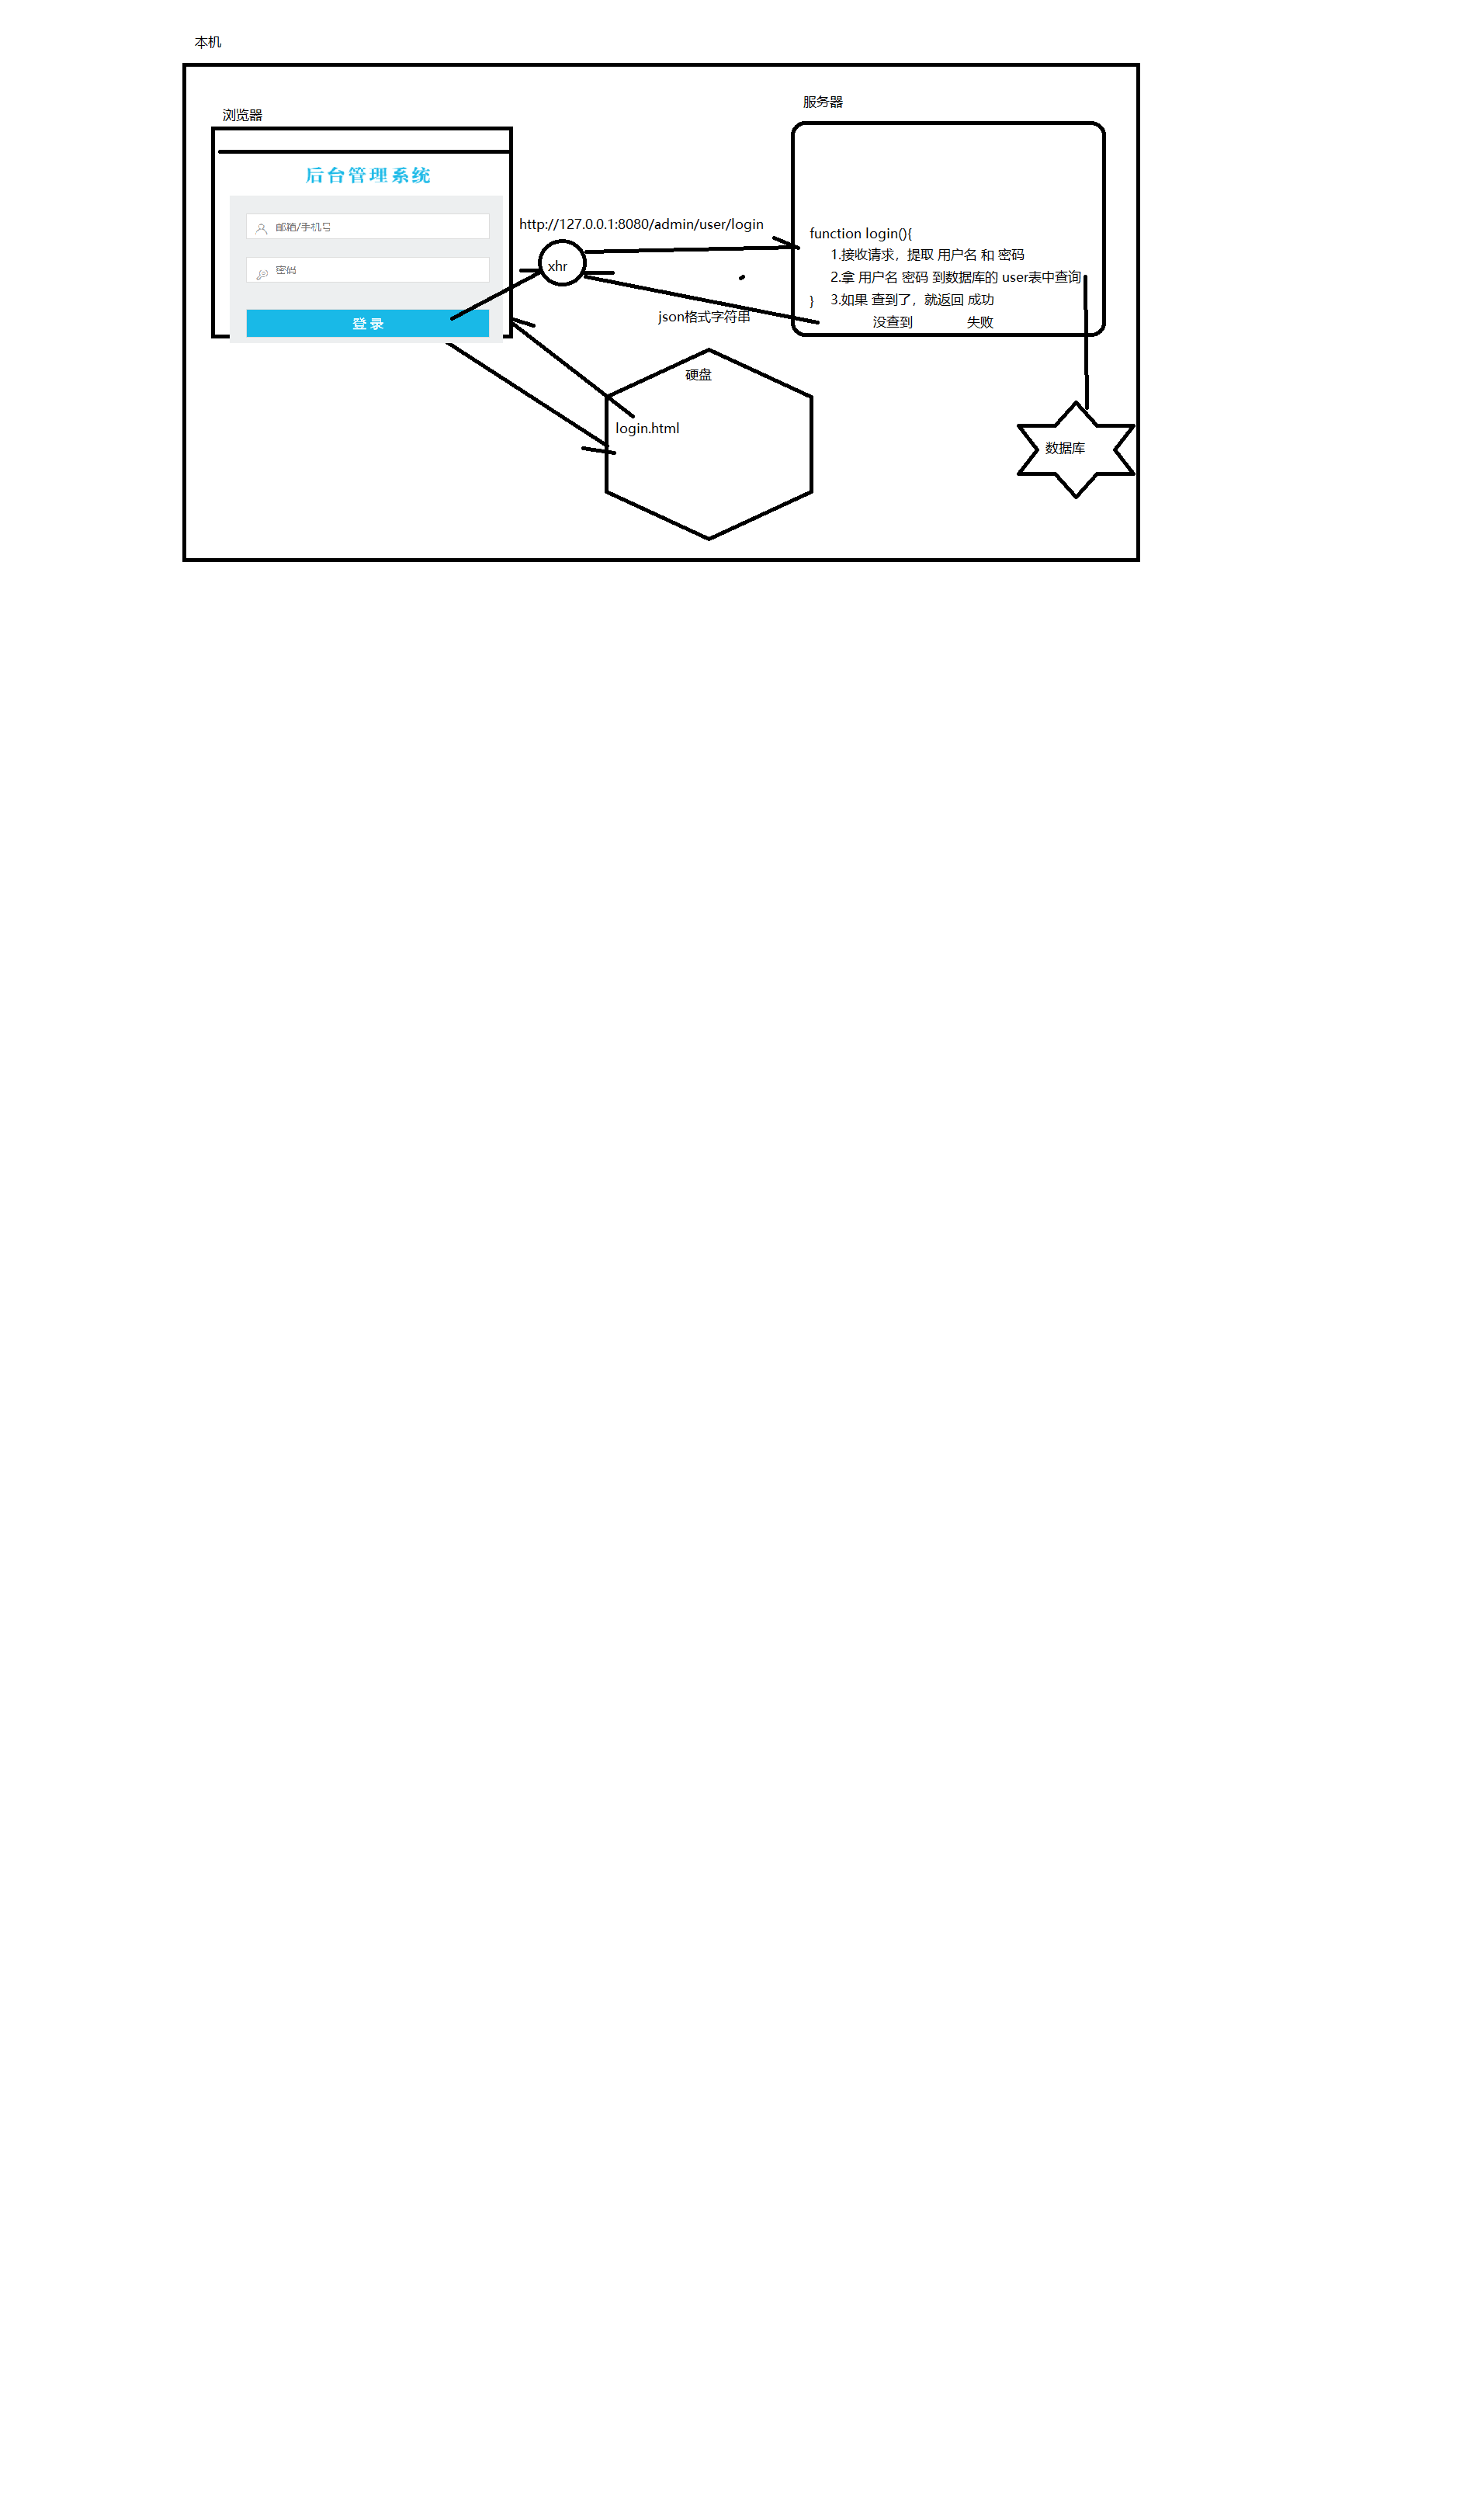 本机
浏览器
服务器
后台管理系统
邮箱/手机号
密码
登录
http://127.0.0.1:8080/admin/user/login
xhr
json格式字符串
function login(){
1.接收请求，提取 用户名 和 密码
2.拿 用户名 密码 到数据库的 user表中查询
} 3.如果 查到了，就返回 成功
没查到 失败
硬盘
login.html
数据库